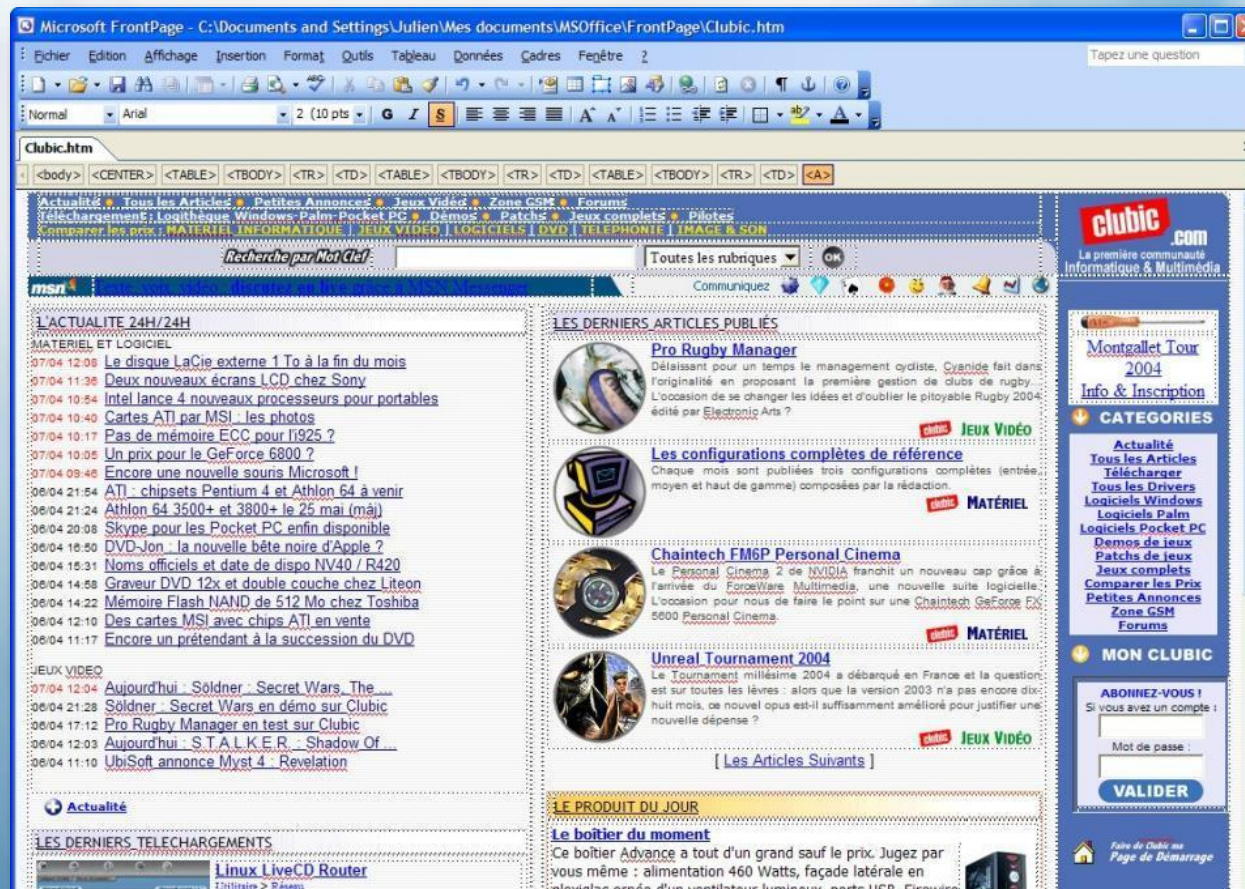 Microsoft FrontPage - C:\Documents and Settings\Julien\Mes documents\MSOffice\FrontPage\Clubic.htm
Fichier Edition Affichage Insertion Format Outils Tableau Données Cadres Fenêtre ?
Tapez une question
Normal Arial 2 (10 pts G I S
Clubic.htm
<body> <CENTER> <TABLE> <TBODY> <TR> <TD> <TABLE> <TBODY> <TR> <TD> <TABLE> <TBODY> <TR> <TD> <A>
Actualité Tous les Articles Petites Annonces Jeux Vidéo Zone GSM Forums
Téléchargement : Logithèque Windows-Palm-Pocket PC Démos Patchs Jeux complets Pilotes
Comparer les prix : MATERIEL INFORMATIQUE | JEUX VIDEO | LOGICIELS | DVD | TELEPHONIE | IMAGE & SON
Recherche par Mot Clef Toutes les rubriques OK
msn Texte, voix, vidéo : discutez en live grâce à MSN Messenger
Communiquez
L'ACTUALITE 24H/24H
MATERIEL ET LOGICIEL
07/04 12:08 Le disque LaCie externe 1 To à la fin du mois
07/04 11:36 Deux nouveaux écrans LCD chez Sony
07/04 10:54 Intel lance 4 nouveaux processeurs pour portables
07/04 10:40 Cartes ATI par MSI : les photos
07/04 10:17 Pas de mémoire ECC pour l'i925 ?
07/04 10:05 Un prix pour le GeForce 6800 ?
07/04 09:46 Encore une nouvelle souris Microsoft !
06/04 21:54 ATI : chipsets Pentium 4 et Athlon 64 à venir
06/04 21:24 Athlon 64 3500+ et 3800+ le 25 mai (màj)
06/04 20:08 Skype pour les Pocket PC enfin disponible
06/04 16:50 DVD-Jon : la nouvelle bête noire d'Apple ?
06/04 15:31 Noms officiels et date de dispo NV40 / R420
06/04 14:58 Graveur DVD 12x et double couche chez Liteon
06/04 14:22 Mémoire Flash NAND de 512 Mo chez Toshiba
06/04 12:10 Des cartes MSI avec chips ATI en vente
06/04 11:17 Encore un prétendant à la succession du DVD
JEUX VIDEO
07/04 12:04 Aujourd'hui : Söldner : Secret Wars, The ...
06/04 21:28 Söldner : Secret Wars en démo sur Clubic
06/04 17:12 Pro Rugby Manager en test sur Clubic
06/04 12:03 Aujourd'hui : S.T.A.L.K.E.R. : Shadow Of ...
06/04 11:10 UbiSoft annonce Myst 4 : Revelation
Actualité
LES DERNIERS TELECHARGEMENTS
Linux LiveCD Router
Utilitaire > Réseau
LES DERNIERS ARTICLES PUBLIÉS
Pro Rugby Manager
Délaissant pour un temps le management cycliste, Cyanide fait dans
l'originalité en proposant la première gestion de clubs de rugby...
L'occasion de se changer les idées et d'oublier le pitoyable Rugby 2004
édité par Electronic Arts ?
clubic JEUX VIDÉO
Les configurations complètes de référence
Chaque mois sont publiées trois configurations complètes (entrée,
moyen et haut de gamme) composées par la rédaction.
clubic MATÉRIEL
Chaintech FM6P Personal Cinema
Le Personal Cinema 2 de NVIDIA franchit un nouveau cap grâce à
l'arrivée du ForceWare Multimedia, une nouvelle suite logicielle.
L'occasion pour nous de faire le point sur une Chaintech GeForce FX
5600 Personal Cinema.
clubic MATÉRIEL
Unreal Tournament 2004
Le Tournament millésime 2004 a débarqué en France et la question
est sur toutes les lèvres : alors que la version 2003 n'a pas encore dix-
huit mois, ce nouvel opus est-il suffisamment amélioré pour justifier une
nouvelle dépense ?
clubic JEUX VIDÉO
[ Les Articles Suivants ]
LE PRODUIT DU JOUR
Le boîtier du moment
Ce boîtier Advance a tout d'un grand sauf le prix. Jugez par
vous même : alimentation 460 Watts, façade latérale en
plexiglas ornée d'un ventilateur lumineux, ports USB, Firewire
clubic.com
La première communauté
Informatique & Multimédia
Montgallet Tour
2004
Info & Inscription
CATEGORIES
Actualité
Tous les Articles
Télécharger
Tous les Drivers
Logiciels Windows
Logiciels Palm
Logiciels Pocket PC
Demos de jeux
Patchs de jeux
Jeux complets
Comparer les Prix
Petites Annonces
Zone GSM
Forums
MON CLUBIC
ABONNEZ-VOUS !
Si vous avez un compte :
Mot de passe :
VALIDER
Faire de Clubic ma
Page de Démarrage